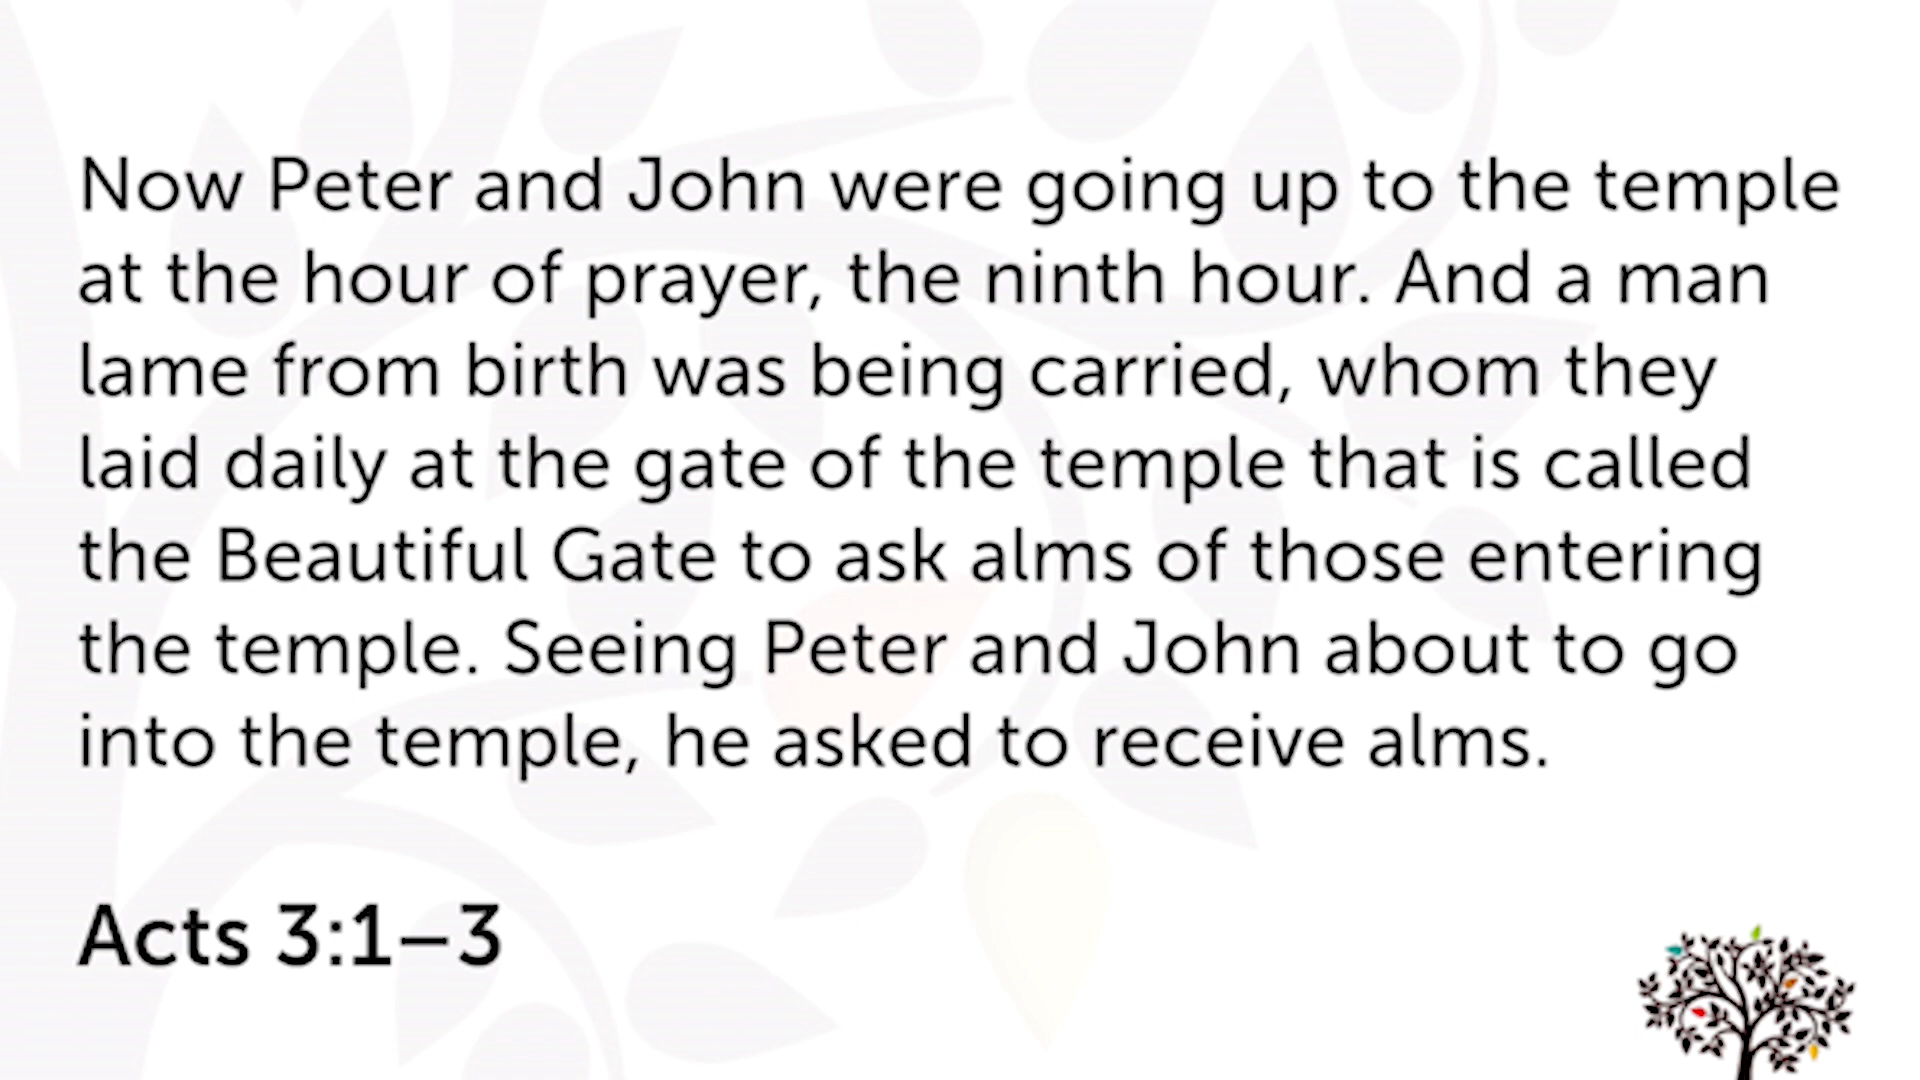 Now Peter and John were going up to the temple
at the hour of prayer, the ninth hour. And a man
lame from birth was being carried, whom they
laid daily at the gate of the temple that is called
the Beautiful Gate to ask alms of those entering
the temple. Seeing Peter and John about to go
into the temple, he asked to receive alms.
Acts 3:1–3